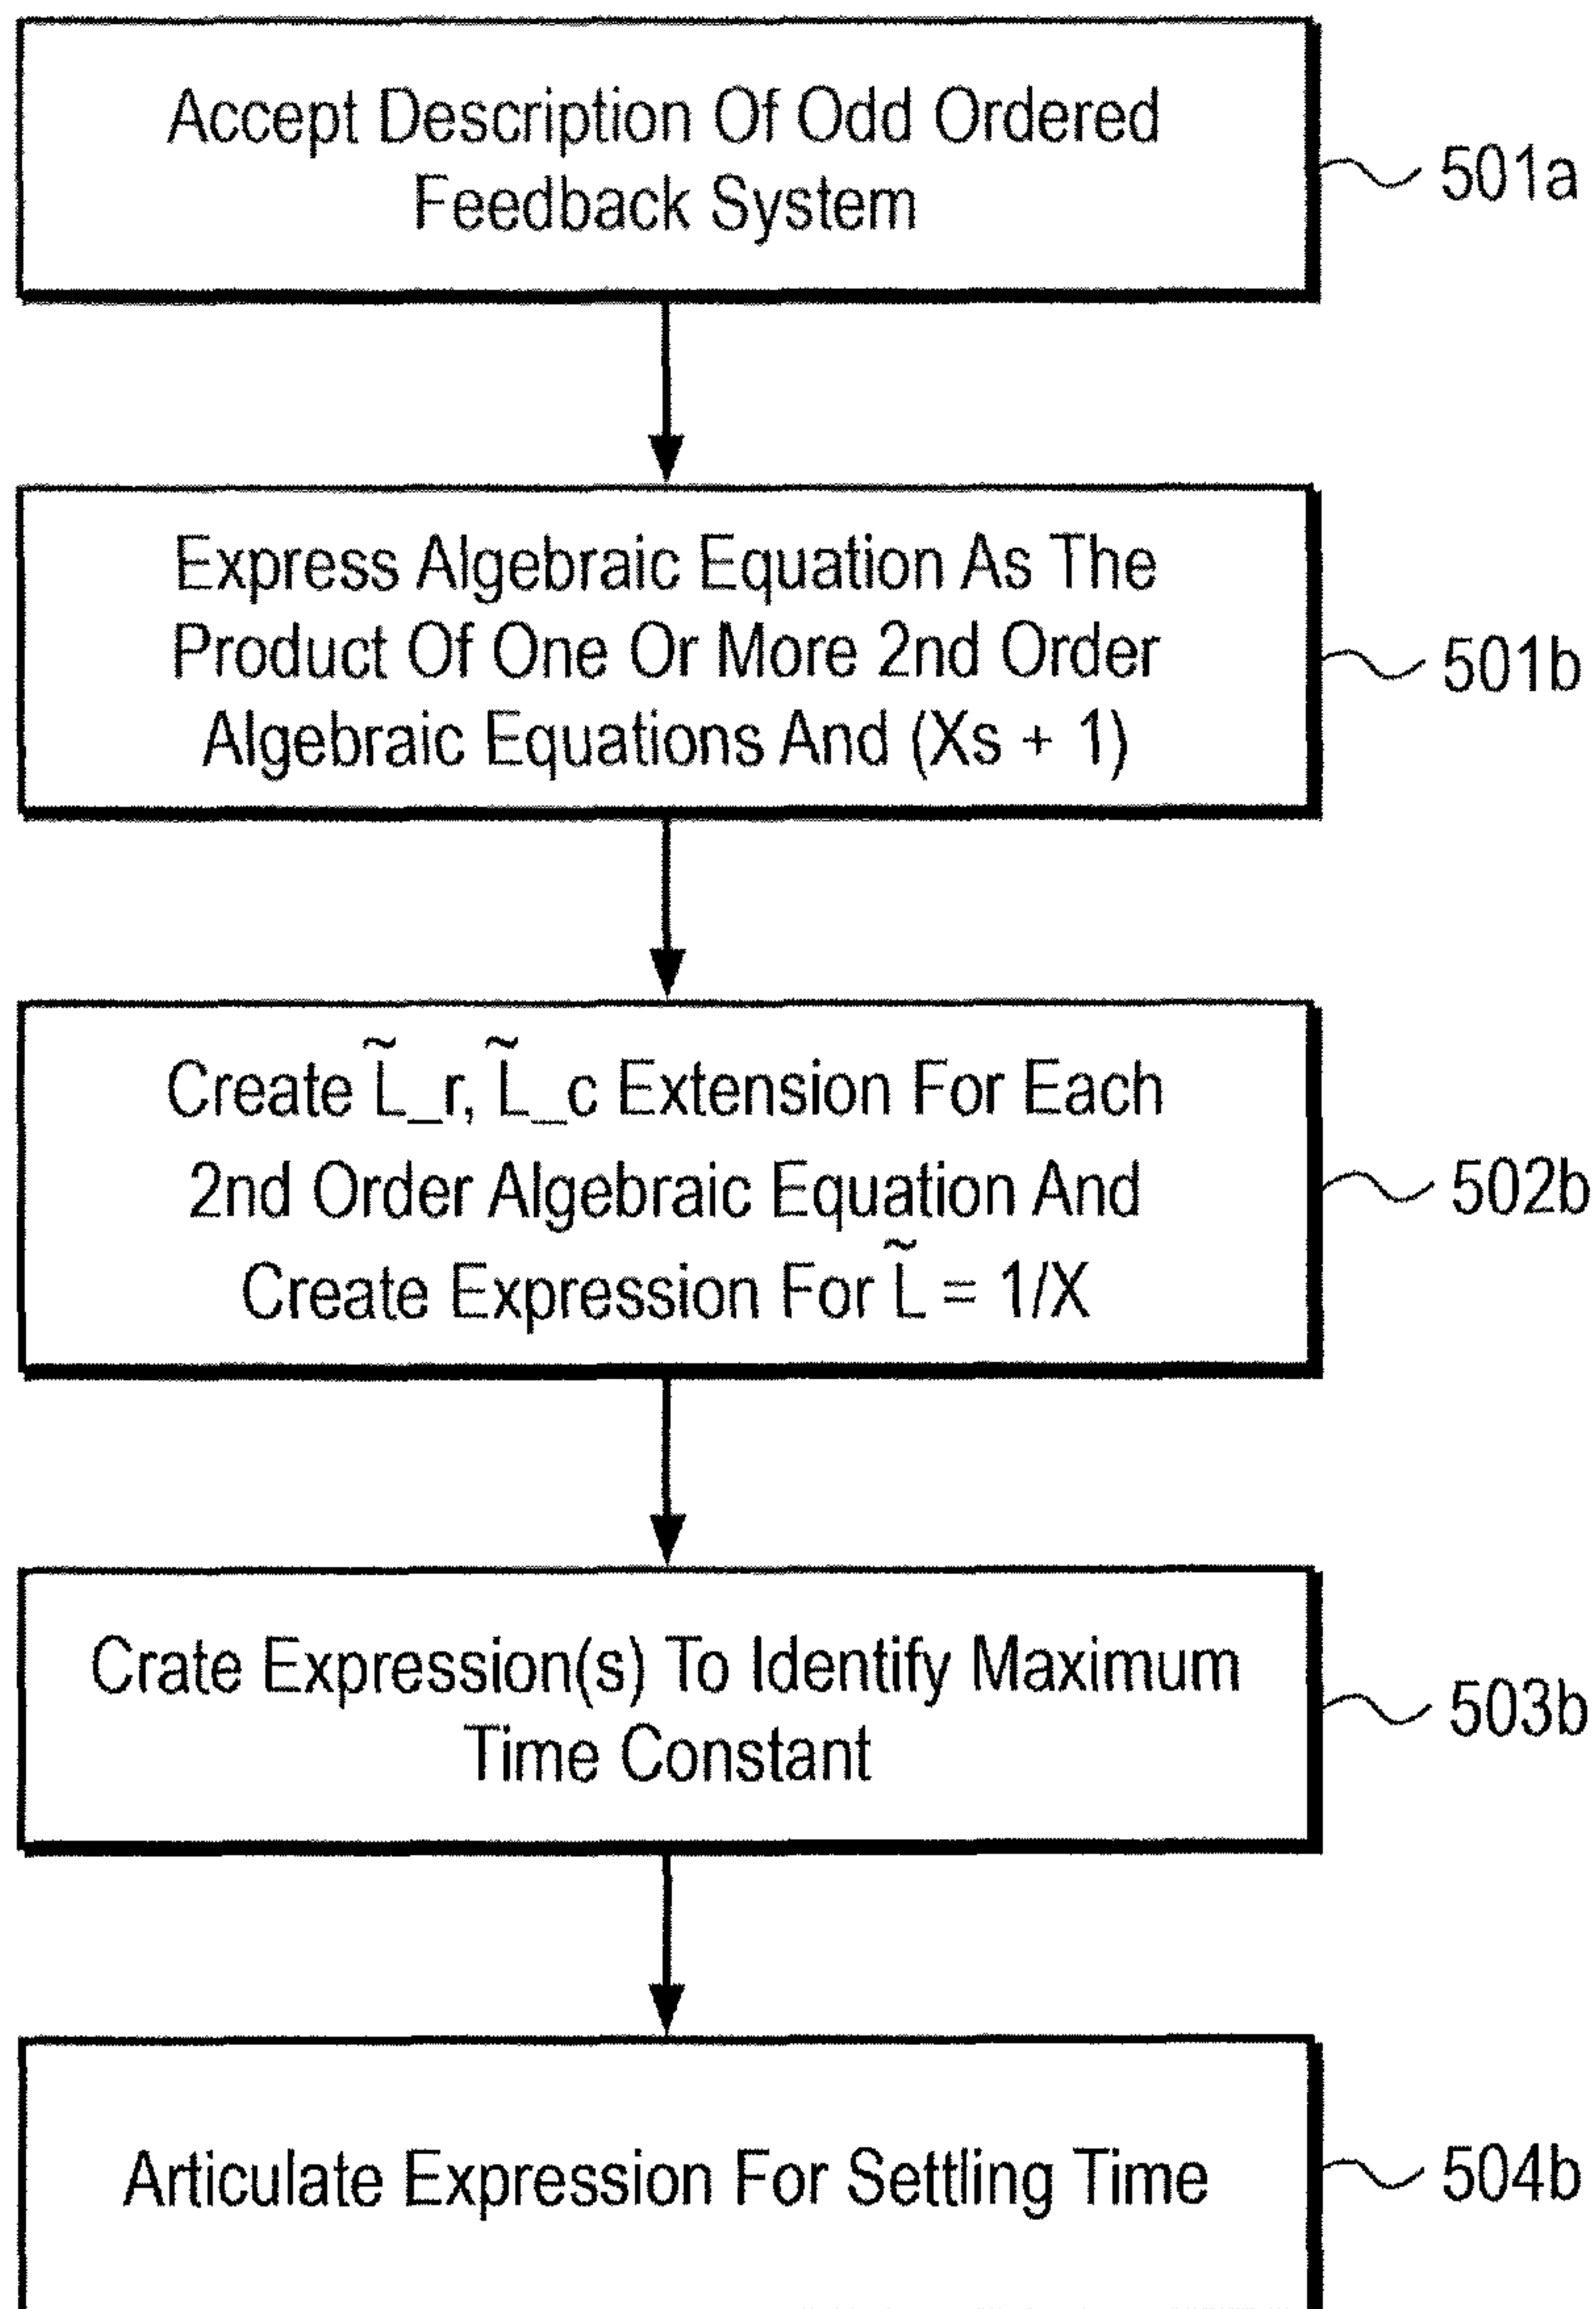 Accept Description Of Odd Ordered
Feedback System
501a
Express Algebraic Equation As The
Product Of One Or More 2nd Order
Algebraic Equations And (Xs + 1)
501b
Create L̃_r, L̃_c Extension For Each
2nd Order Algebraic Equation And
Create Expression For L̃ = 1/X
502b
Crate Expression(s) To Identify Maximum
Time Constant
503b
Articulate Expression For Settling Time
504b